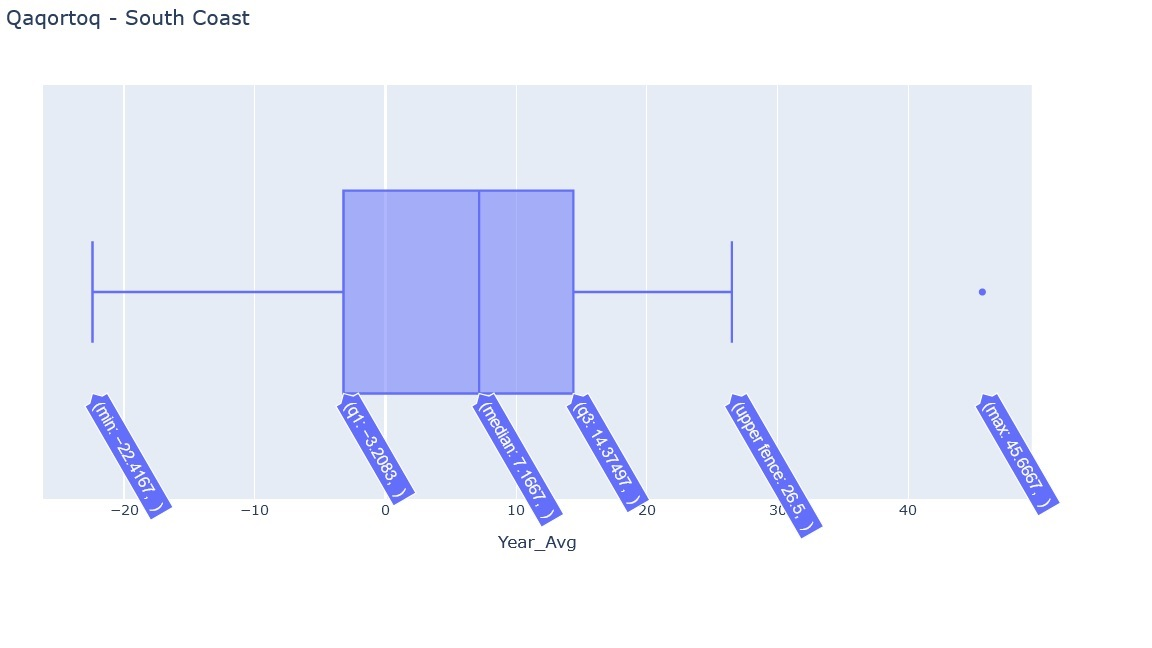 Qaqortoq - South Coast
(min: −22.4167, )
(q1: −3.2083, )
(median: 7.1667, )
(q3: 14.37497, )
(upper fence: 26.5, )
(max: 45.6667, )
−20 −10 0 10 20 30 40
Year_Avg